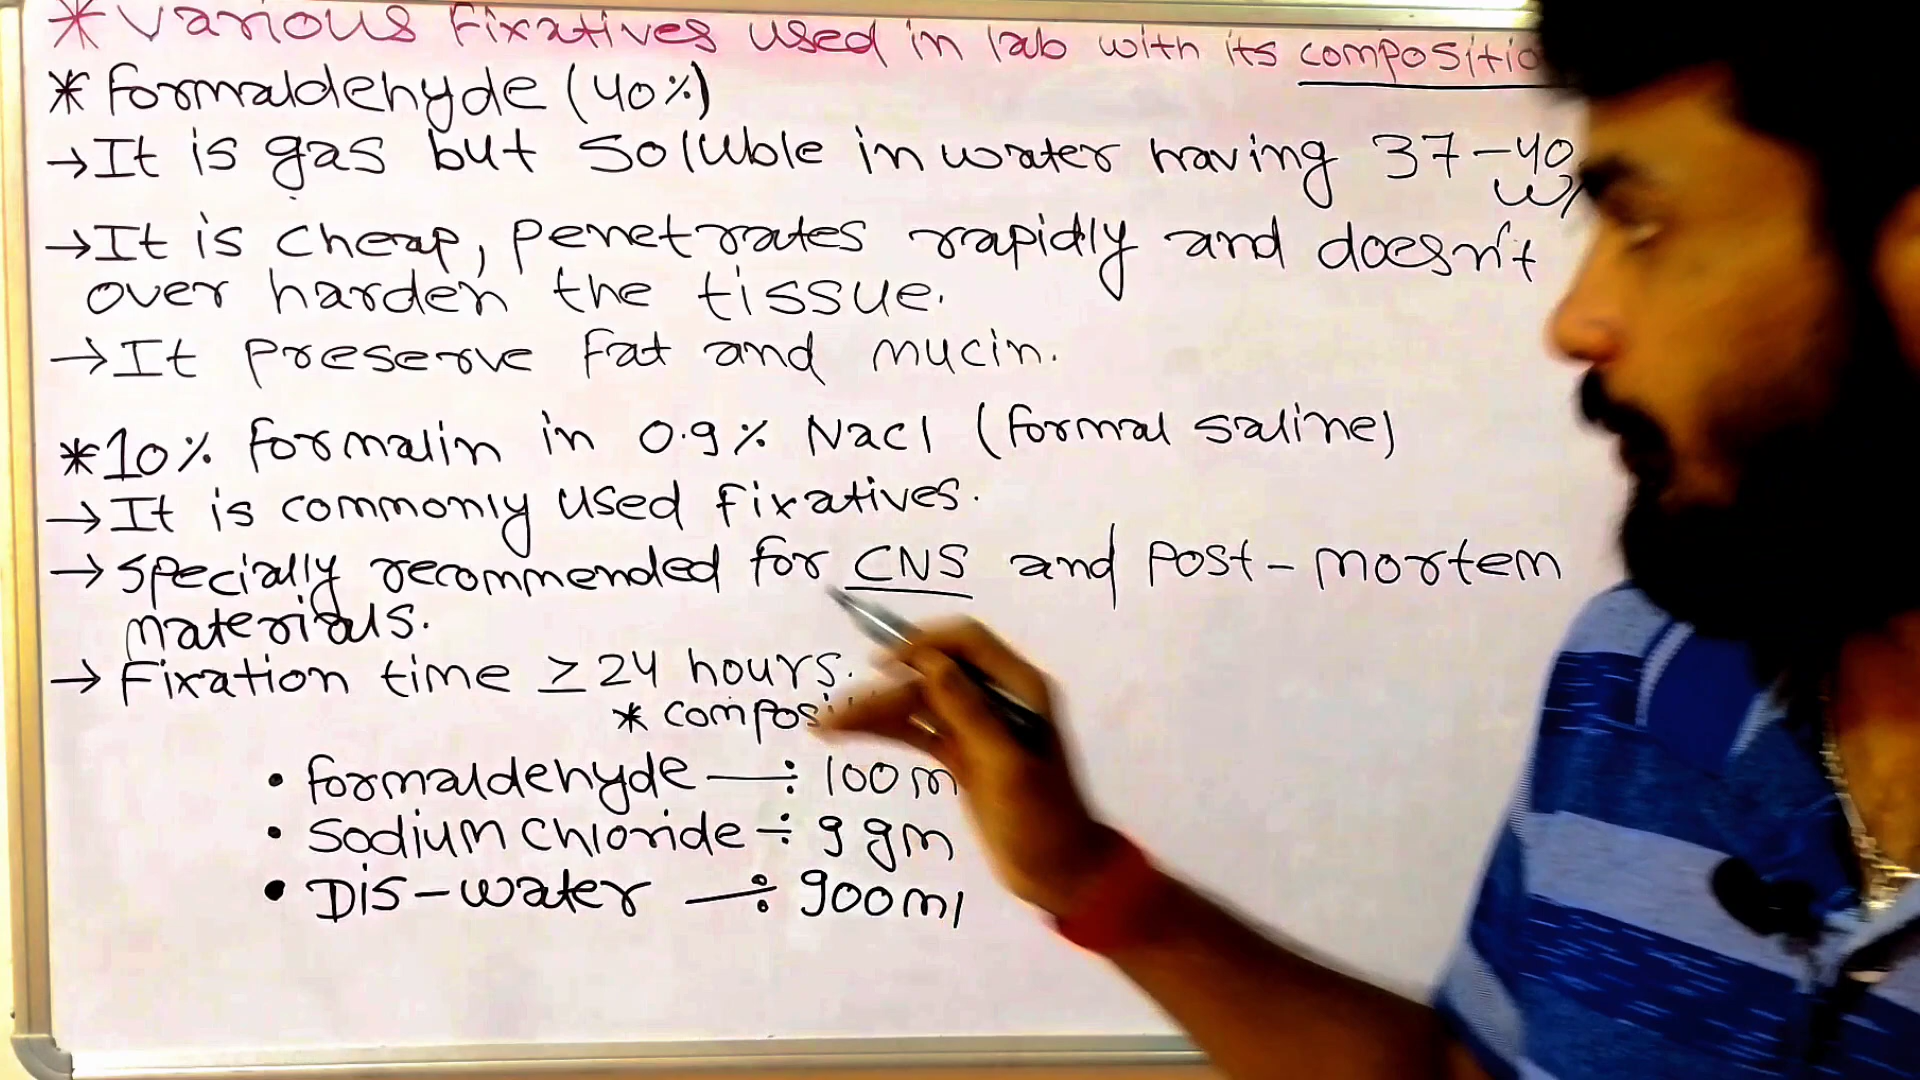 * Various Fixatives used in lab with its compositio
* Formaldehyde (40%)
→ It is gas but soluble in water having 37-40
W/
→ It is cheap, penetrates rapidly and doesn't
over harden the tissue.
→ It preserve fat and mucin.
* 10% formalin in 0.9% Nacl (formal saline)
→ It is commonly used fixatives.
→ Specially recommended for CNS and post-mortem
materials.
→ Fixation time ≥ 24 hours.
* composi
• formaldehyde —÷ 100m
• Sodium Chloride ÷ 9 gm
• Dis-water —÷ 900ml